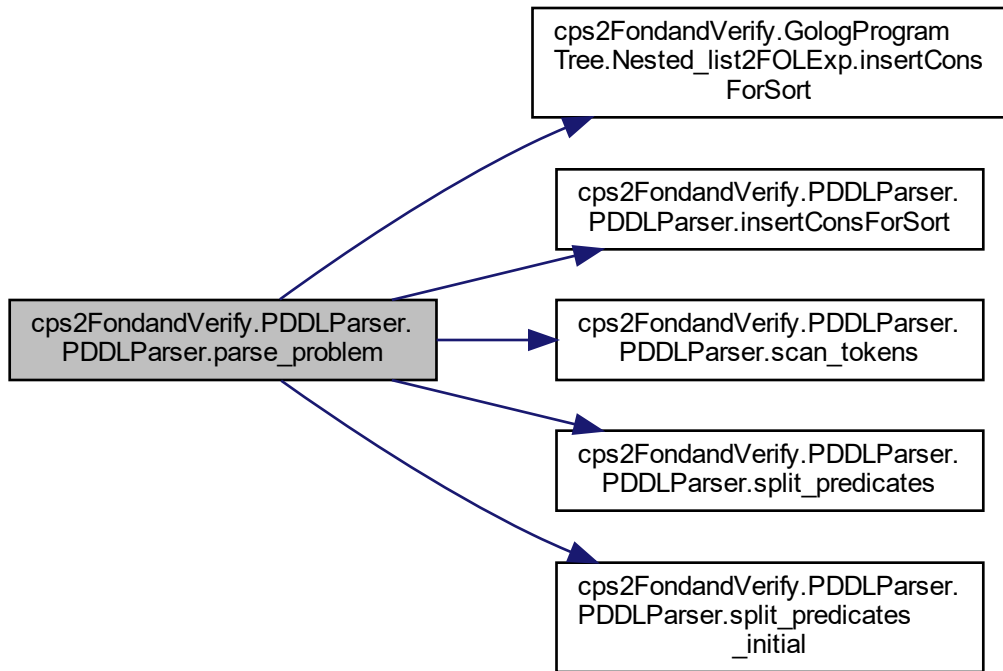 cps2FondandVerify.GologProgram
Tree.Nested_list2FOLExp.insertCons
ForSort
cps2FondandVerify.PDDLParser.
PDDLParser.insertConsForSort
cps2FondandVerify.PDDLParser.
PDDLParser.parse_problem
cps2FondandVerify.PDDLParser.
PDDLParser.scan_tokens
cps2FondandVerify.PDDLParser.
PDDLParser.split_predicates
cps2FondandVerify.PDDLParser.
PDDLParser.split_predicates
_initial